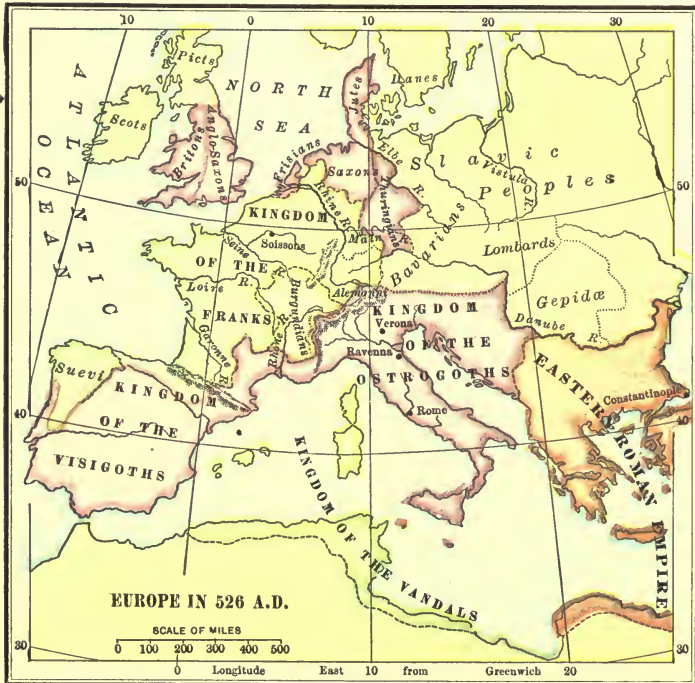 10 0 10 20 30
ATLANTIC
OCEAN
Picts
NORTH
SEA
Danes
Jutes
Scots
Britons
Anglo-Saxons
Frisians
Saxons
Elbe R.
Slavic
Peoples
Vistula R.
50
50
Thuringians
Rhine R.
KINGDOM
OF THE
FRANKS
Soissons
Seine R.
Main
Bavarians
Lombards
Gepidæ
Loire R.
Burgundians
Alemanni
Danube R.
Garonne R.
Rhone R.
KINGDOM
OF THE
OSTROGOTHS
Verona
Ravenna
Rome
EASTERN ROMAN EMPIRE
Constantinople
Suevi
KINGDOM
OF THE
VISIGOTHS
40
40
KINGDOM OF THE VANDALS
EUROPE IN 526 A.D.
SCALE OF MILES
0 100 200 300 400 500
30
30
0 Longitude East 10 from Greenwich 20